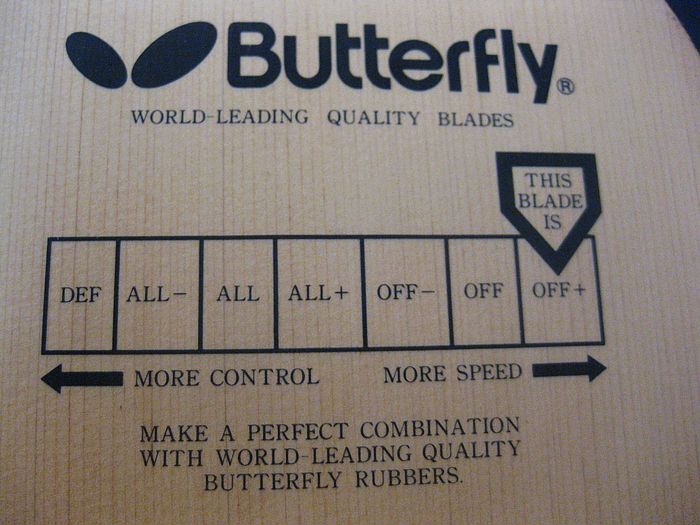 Butterfly®
WORLD-LEADING QUALITY BLADES
THIS
BLADE
IS
DEF ALL- ALL ALL+ OFF- OFF OFF+
MORE CONTROL MORE SPEED
MAKE A PERFECT COMBINATION
WITH WORLD-LEADING QUALITY
BUTTERFLY RUBBERS.